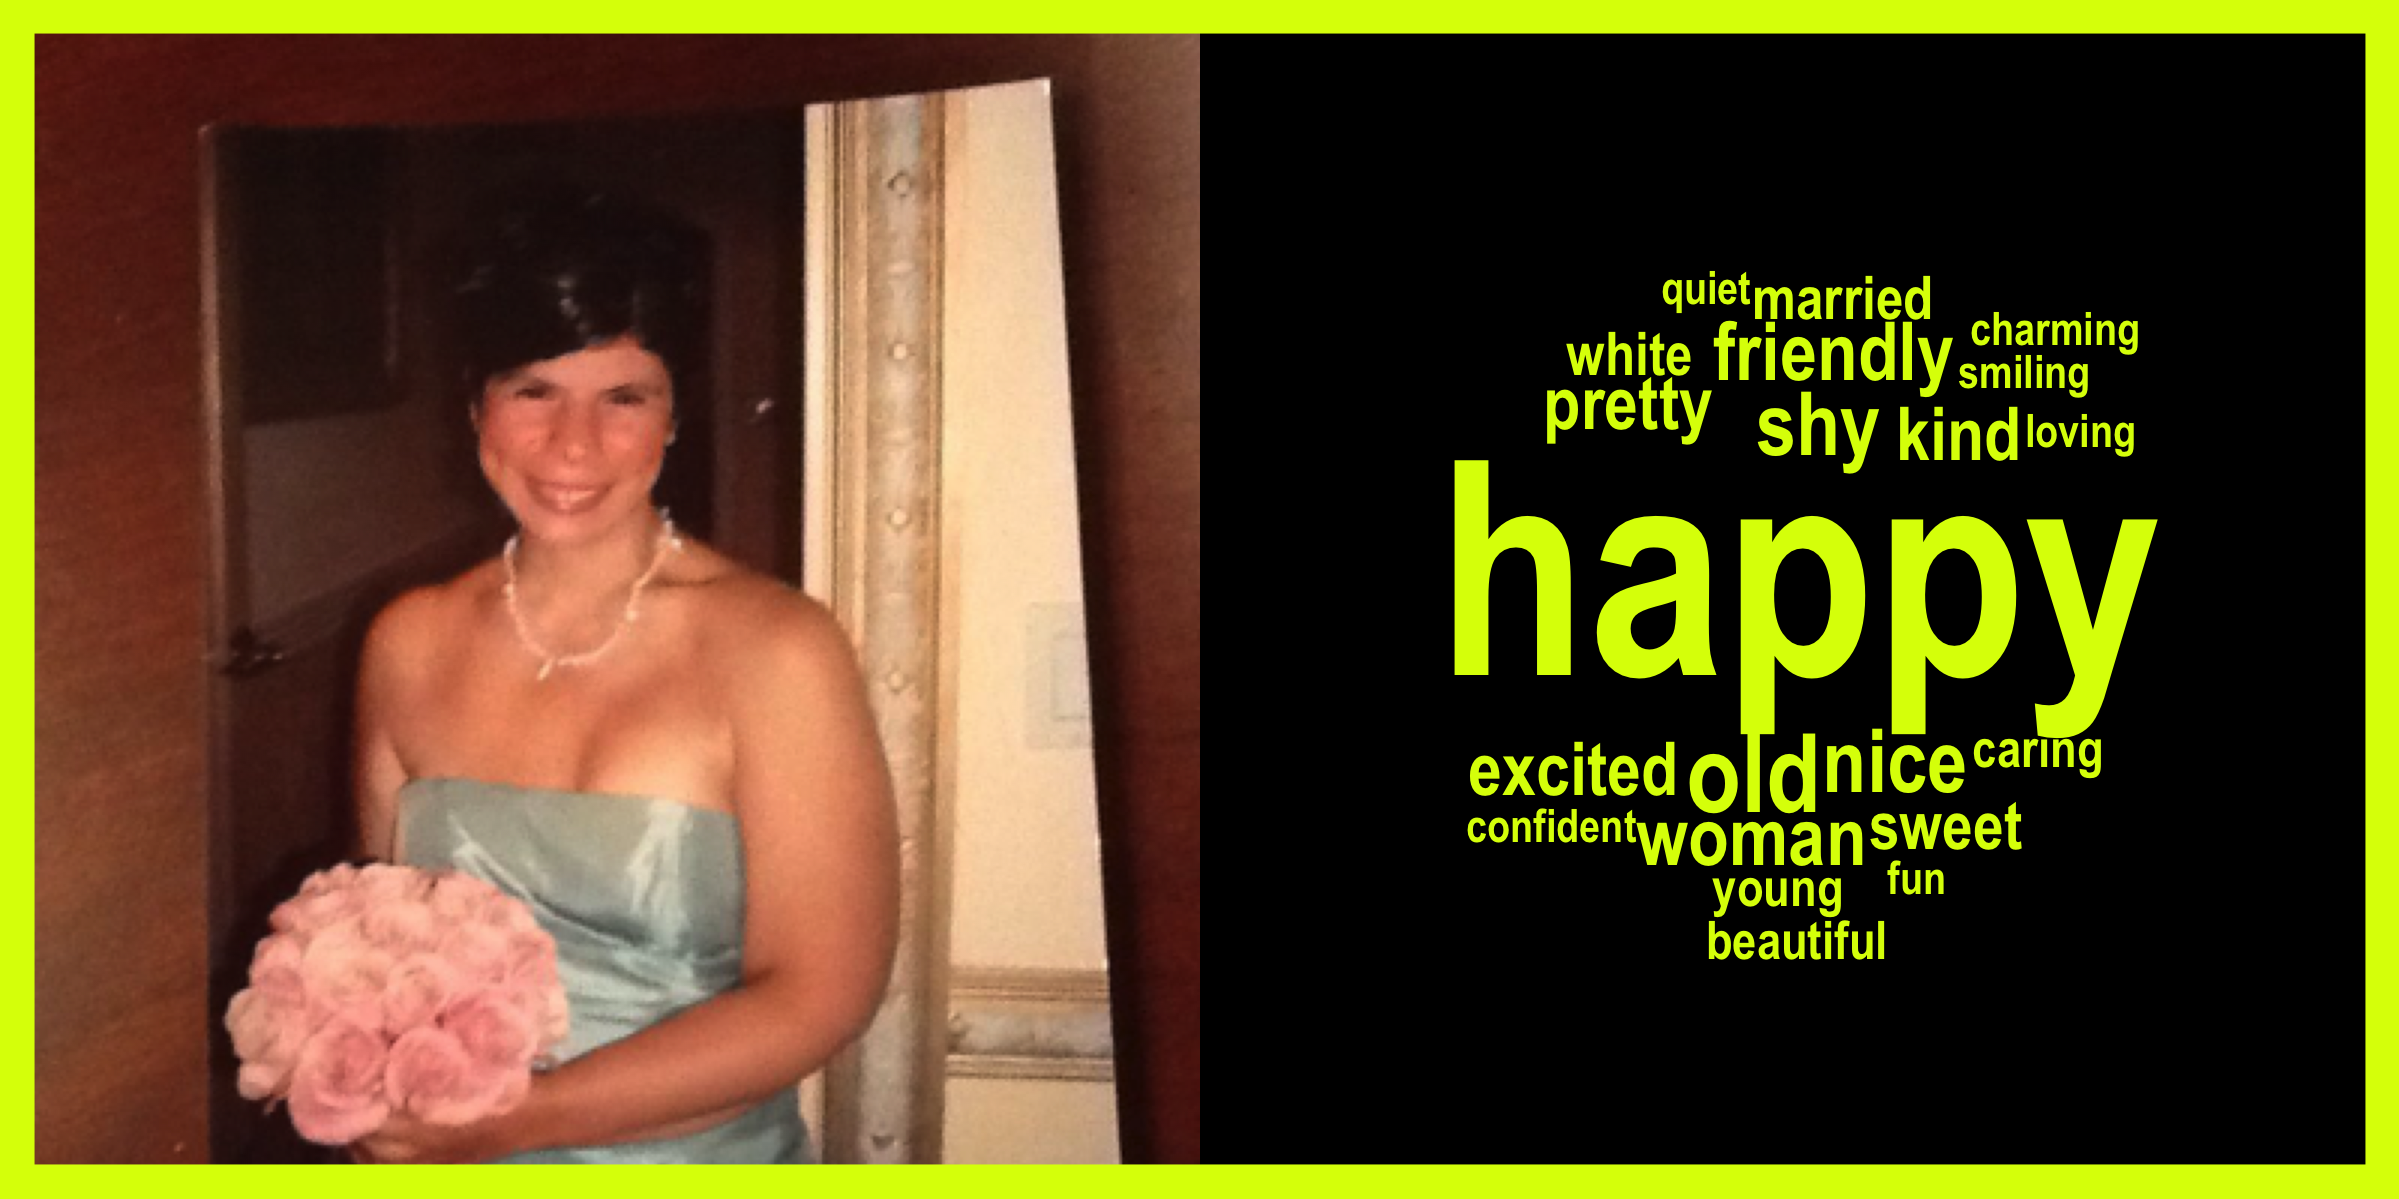 quiet married
charming
white friendly
smiling
pretty shy kind loving
happy
excited old nice caring
confident woman sweet
young fun
beautiful